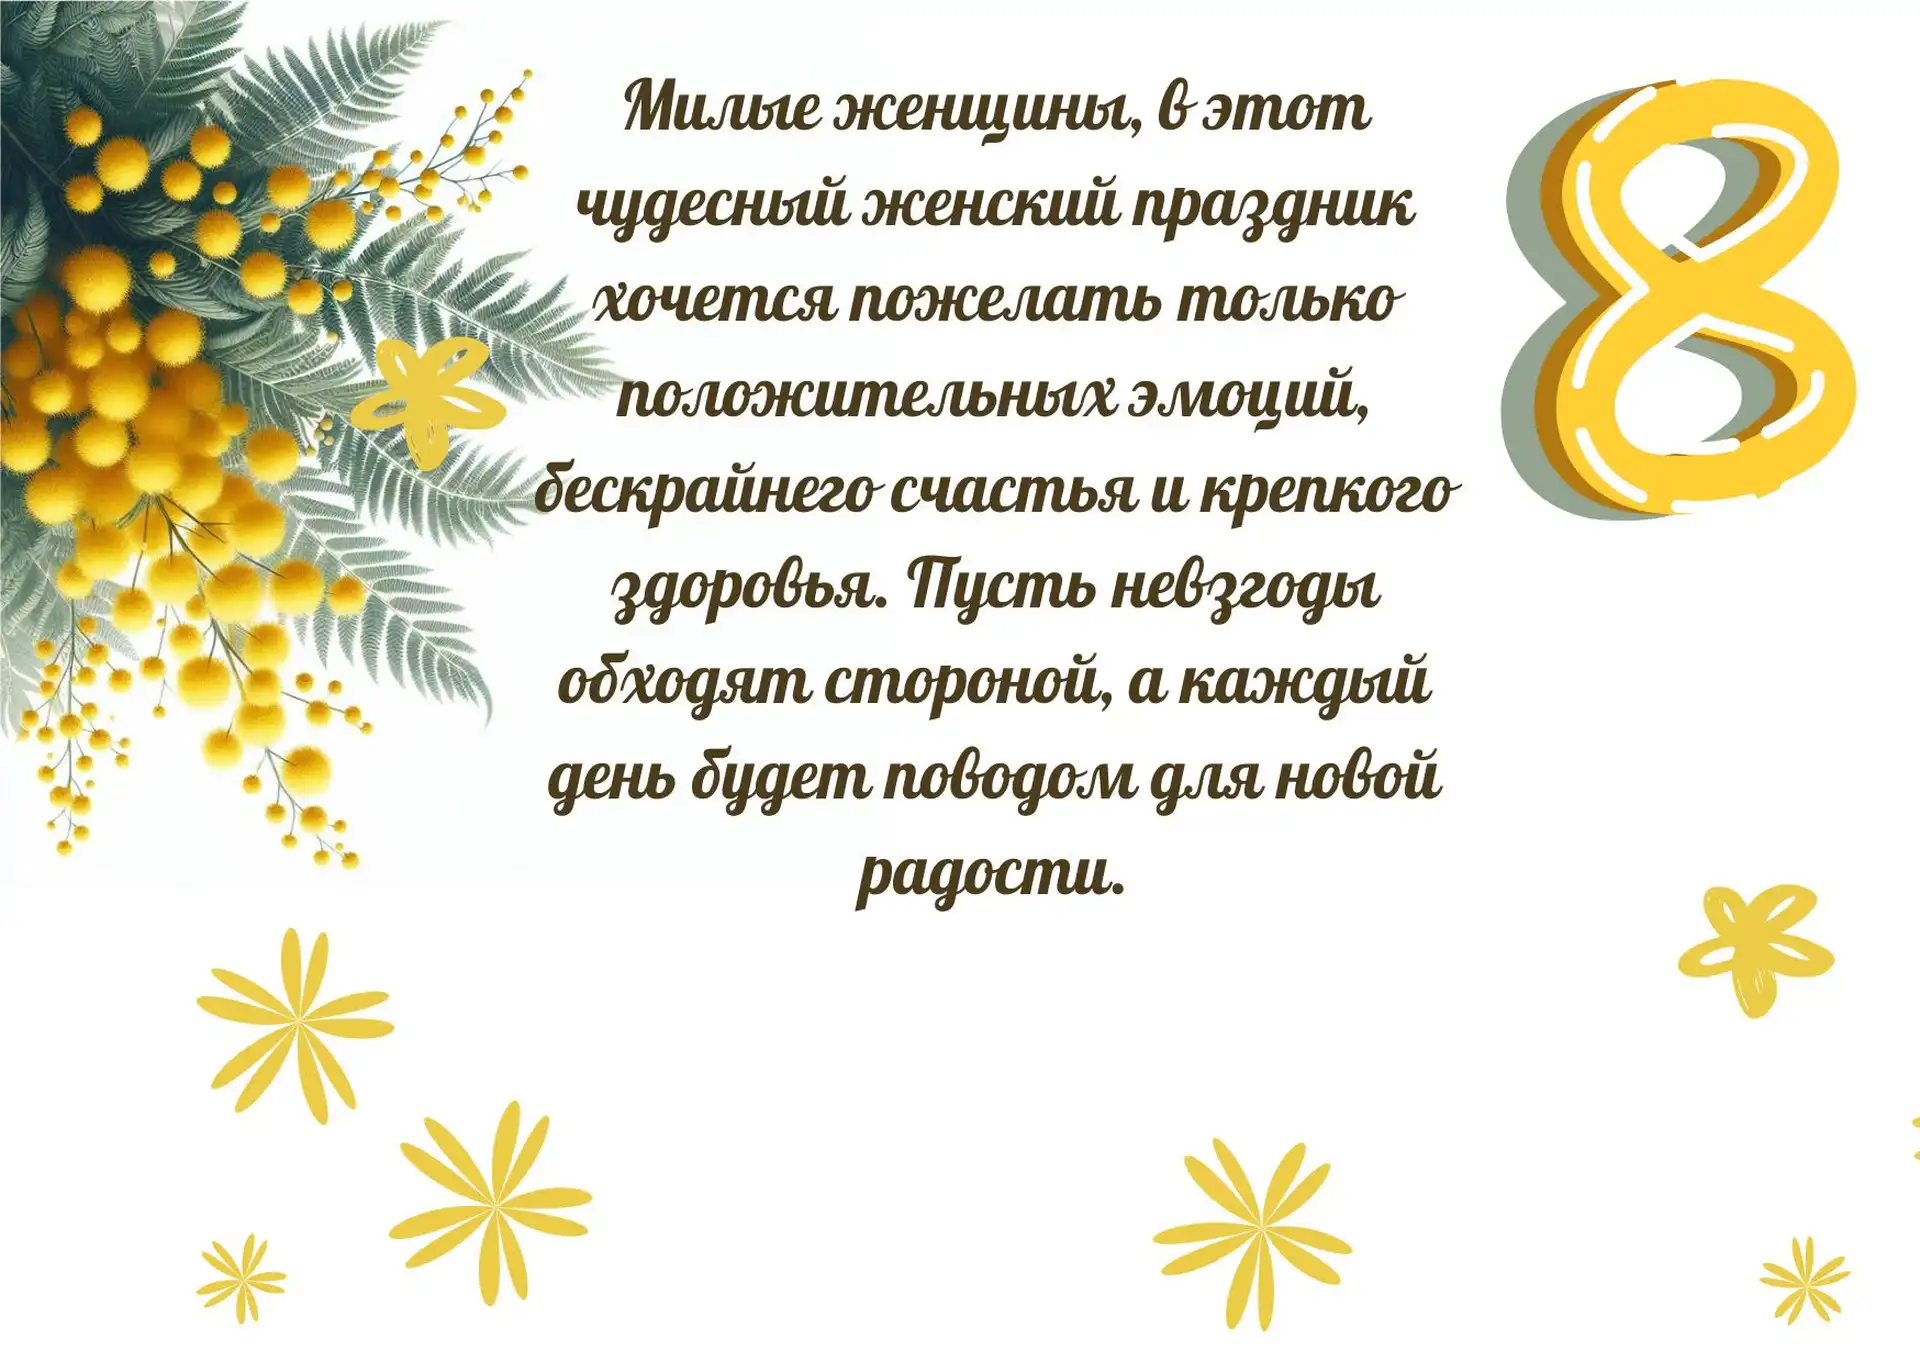 Милые женщины, в этот
чудесный женский праздник
хочется пожелать только
положительных эмоций,
бескрайнего счастья и крепкого
здоровья. Пусть невзгоды
обходят стороной, а каждый
день будет поводом для новой
радости.
8